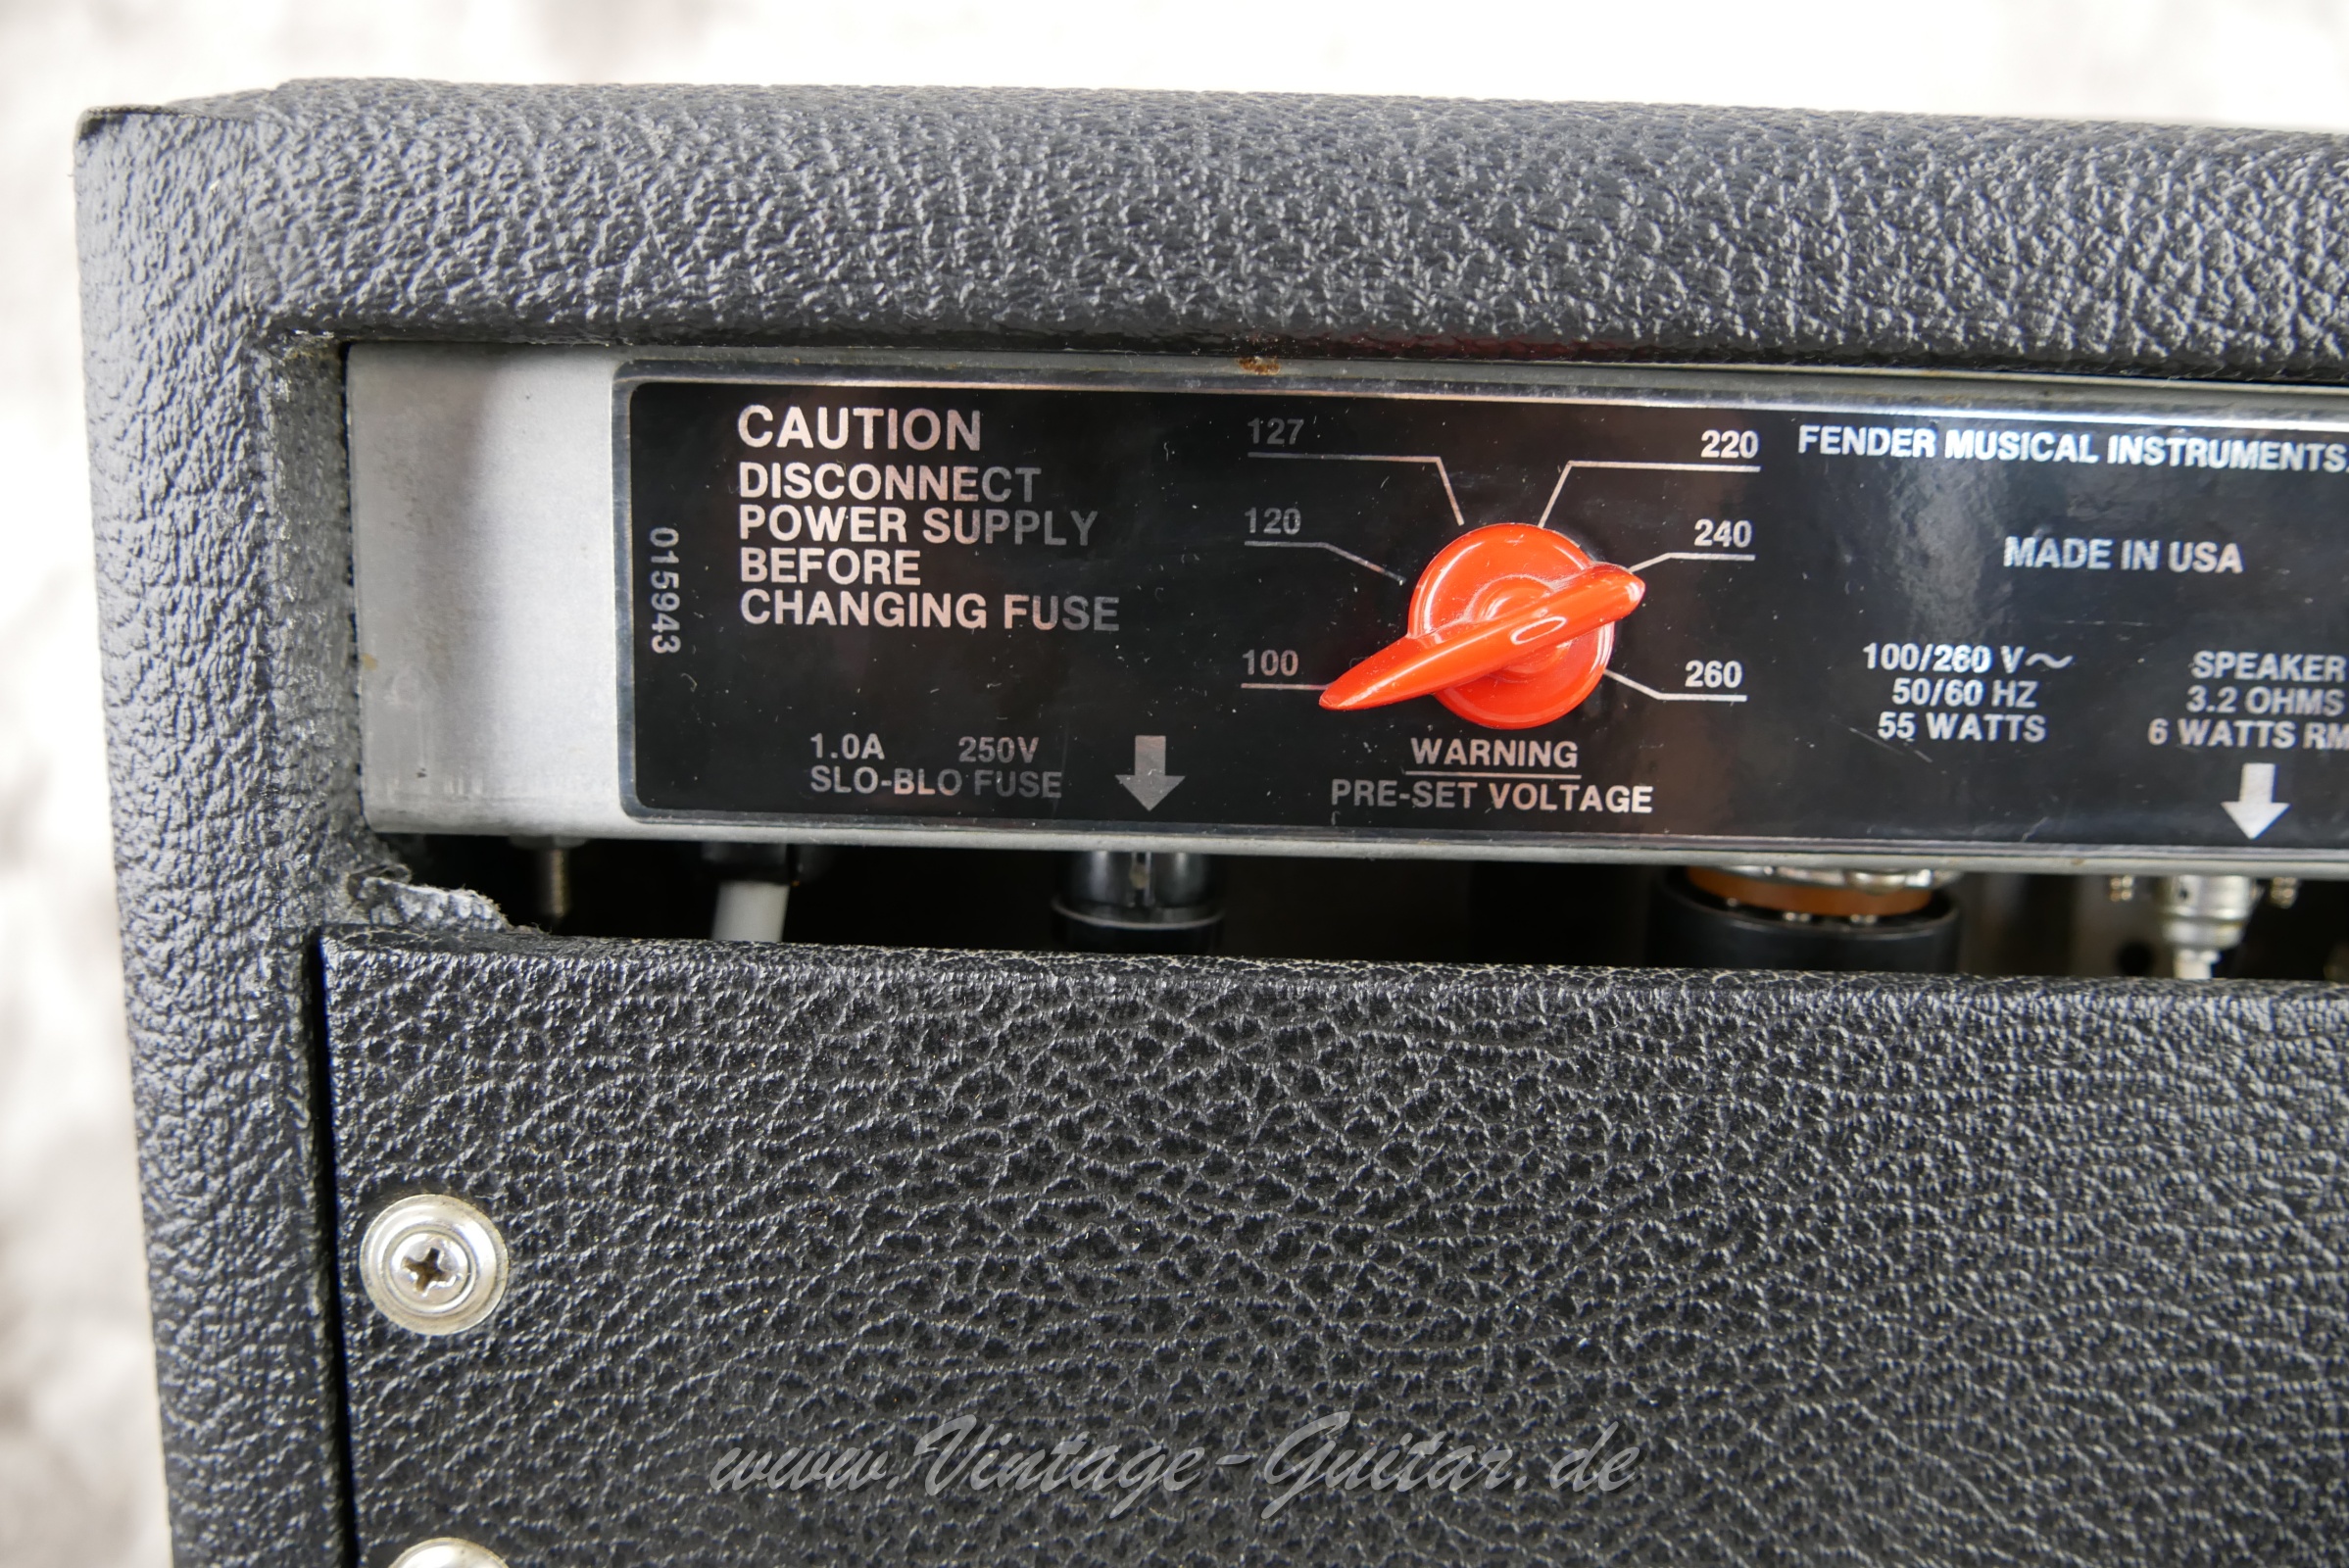 CAUTION
DISCONNECT
POWER SUPPLY
BEFORE
CHANGING FUSE
015943
1.0A 250V
SLO-BLO FUSE
127
120
100
220
240
260
WARNING
PRE-SET VOLTAGE
FENDER MUSICAL INSTRUMENTS
MADE IN USA
100/260 V~
50/60 HZ
55 WATTS
SPEAKER
3.2 OHMS
6 WATTS
www.Vintage-Guitar.de